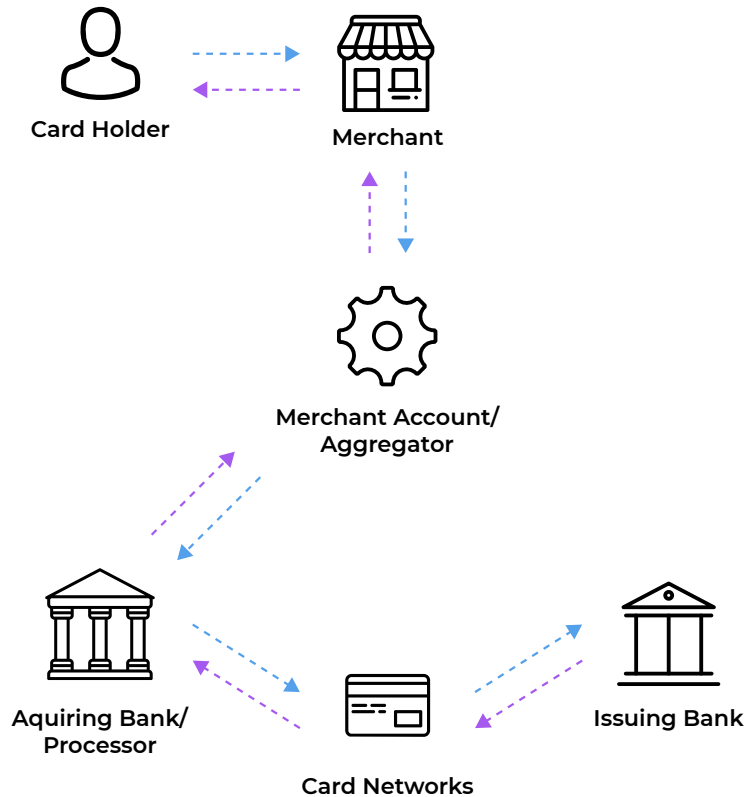 Card Holder
Merchant
Merchant Account/
Aggregator
Aquiring Bank/
Processor
Issuing Bank
Card Networks